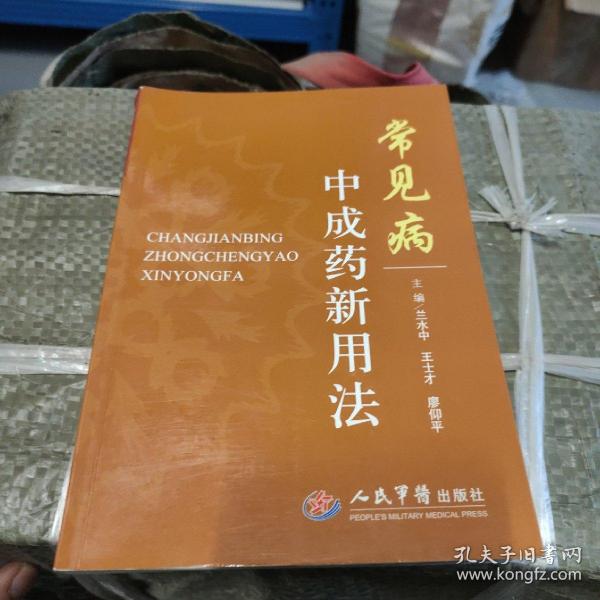 常见病
中成药新用法
CHANGJIANBING
ZHONGCHENGYAO
XINYONGFA
主编/兰水中 王士才 廖仰平
人民军医出版社
PEOPLE'S MILITARY MEDICAL PRESS
孔夫子旧书网
www.kongfz.com